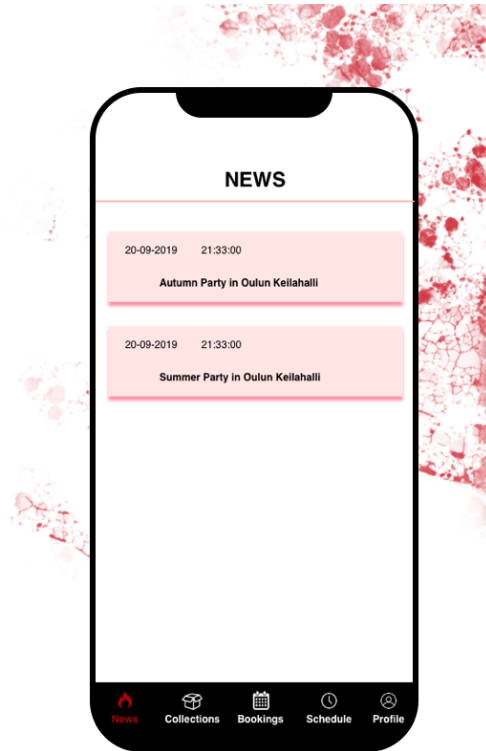 NEWS
20-09-2019 21:33:00
Autumn Party in Oulun Keilahalli
20-09-2019 21:33:00
Summer Party in Oulun Keilahalli
News Collections Bookings Schedule Profile